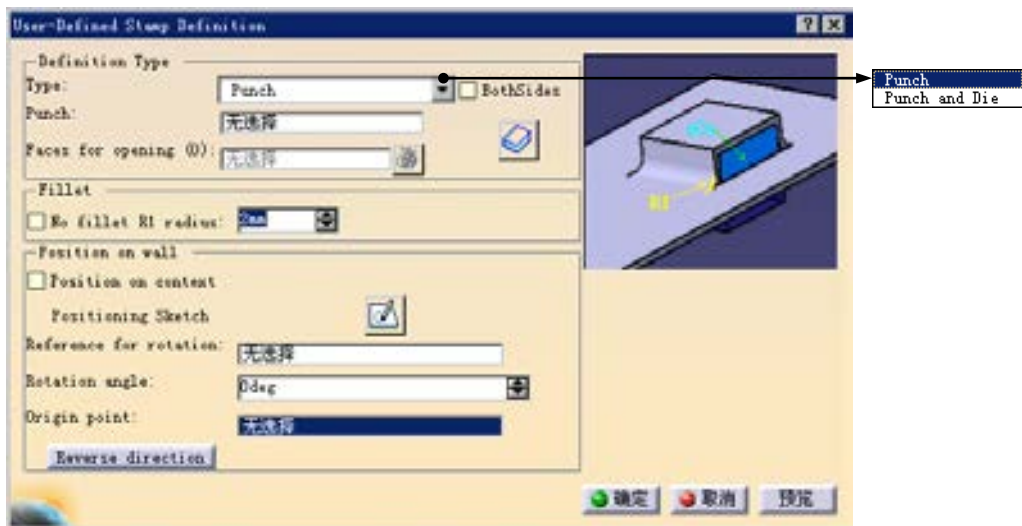 User-Defined Stamp Definition
Definition Type
Type:
Punch
BothSides
Punch
Punch and Die
Punch:
无选择
Faces for opening (O):
无选择
Fillet
No fillet R1 radius:
2mm
R1
Position on wall
Position on context
Positioning Sketch
Reference for rotation:
无选择
Rotation angle:
0deg
Origin point:
无选择
Reverse direction
确定
取消
预览